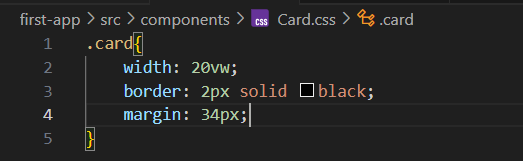 first-app > src > components > CSS Card.css > .card
1 .card{
2 width: 20vw;
3 border: 2px solid black;
4 margin: 34px;
5 }